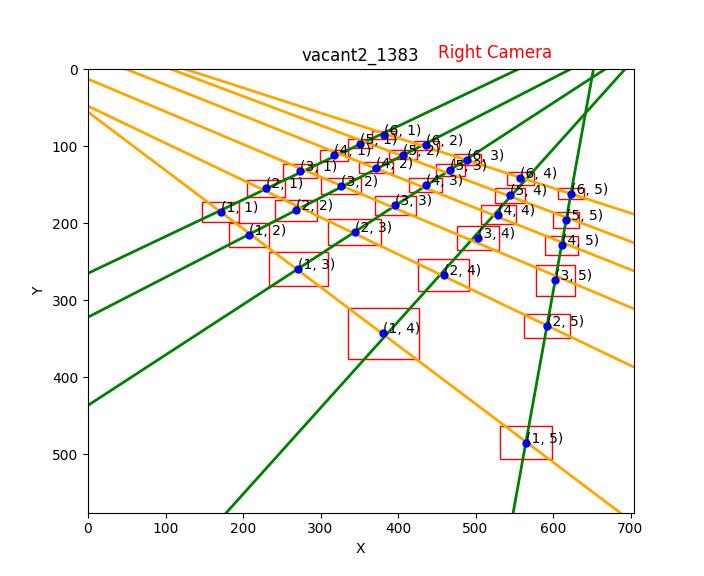 vacant2_1383 Right Camera
0
100
200
300
400
500
Y
(6, 1)
(5, 1) (6, 2)
(4, 1) (5, 2) (6, 3)
(3, 1) (4, 2) (5, 3) (6, 4)
(2, 1) (3, 2) (4, 3) (5, 4) (6, 5)
(1, 1) (2, 2) (3, 3) (4, 4) (5, 5)
(1, 2) (2, 3) (3, 4) (4, 5)
(1, 3) (2, 4) (3, 5)
(1, 4) (2, 5)
(1, 5)
0 100 200 300 400 500 600 700
X